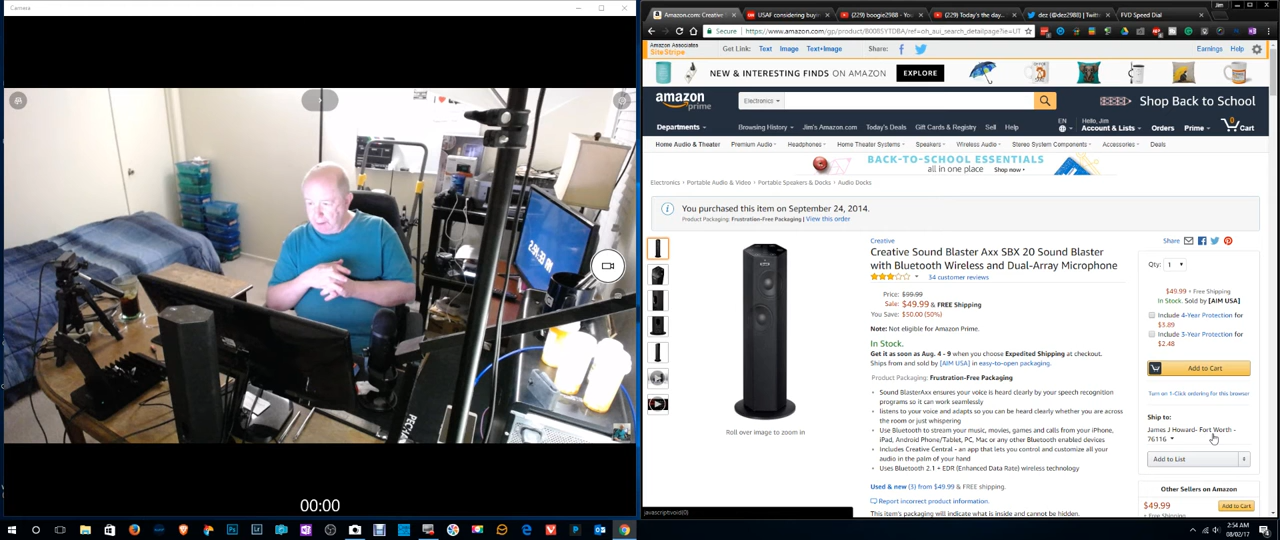 Camera
00:00
Jim
Amazon.com: Creati
USAF considering buyi
(229) boogie2988 - You
(229) Today's the day...
dez (@dez2988) | Twitt
FVD Speed Dial
Secure
https://www.amazon.com/gp/product/B008SYTDBA/ref=oh_aui_search_detailpage?ie=UT
Amazon Associates
SiteStripe
Get Link: Text Image Text+Image
Share:
Earnings Help
NEW & INTERESTING FINDS ON AMAZON EXPLORE
amazon
prime
Electronics
Shop Back to School
Departments
Browsing History Jim's Amazon.com Today's Deals Gift Cards & Registry Sell Help
EN
Hello, Jim
Account & Lists Orders Prime 0 Cart
Home Audio & Theater Premium Audio Headphones Home Theater Systems Speakers Wireless Audio Stereo System Components Accessories Deals
BACK-TO-SCHOOL ESSENTIALS
all in one place Shop now ›
Electronics › Portable Audio & Video › Portable Speakers & Docks › Audio Docks
You purchased this item on September 24, 2014.
Product Packaging: Frustration-Free Packaging | View this order
Creative
Creative Sound Blaster Axx SBX 20 Sound Blaster
with Bluetooth Wireless and Dual-Array Microphone
34 customer reviews
Price: $99.99
Sale: $49.99 & FREE Shipping
You Save: $50.00 (50%)
Note: Not eligible for Amazon Prime.
In Stock.
Get it as soon as Aug. 4 - 9 when you choose Expedited Shipping at checkout.
Ships from and sold by [AIM USA] in easy-to-open packaging.
Product Packaging: Frustration-Free Packaging
• Sound BlasterAxx ensures your voice is heard clearly by your speech recognition
programs so it can work seamlessly
• listens to your voice and adapts so you can be heard clearly whether you are across
the room or just whispering
• Use Bluetooth to stream your music, movies, games and calls from your iPhone,
iPad, Android Phone/Tablet, PC, Mac or any other Bluetooth enabled devices
• Includes Creative Central - an app that lets you control and customize all your
audio in the palm of your hand
• Uses Bluetooth 2.1 + EDR (Enhanced Data Rate) wireless technology
Used & new (3) from $49.99 & FREE shipping.
Report incorrect product information.
This item's packaging will indicate what is inside and cannot be hidden.
Roll over image to zoom in
javascript:void(0)
Share
Qty: 1
$49.99 + Free Shipping
In Stock. Sold by [AIM USA]
Include 4-Year Protection for
$3.89
Include 3-Year Protection for
$2.48
Add to Cart
Turn on 1-Click ordering for this browser
Ship to:
James J Howard- Fort Worth -
76116
Add to List
Other Sellers on Amazon
$49.99
+ Free Shipping
Add to Cart
2:54 AM
08/02/17